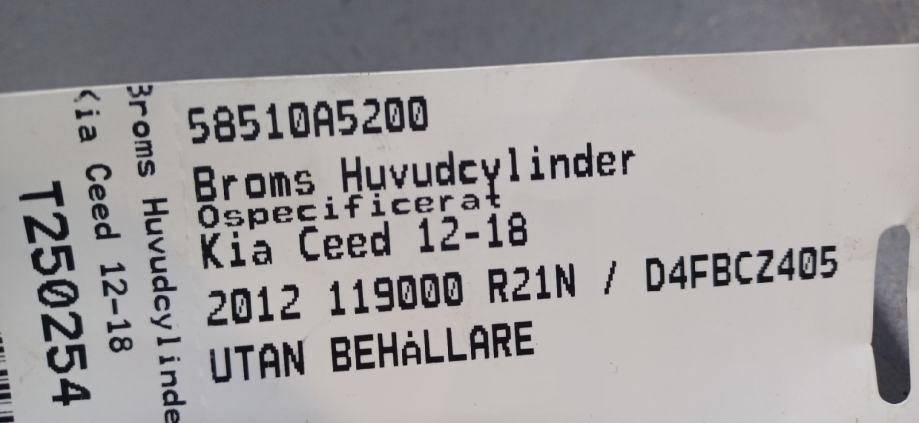 58510A5200
Broms Huvudcylinder
Ospecificerat
Kia Ceed 12-18
2012 119000 R21N / D4FBCZ405
UTAN BEHåLLARE
Broms Huvudcylinde
Kia Ceed 12-18
T250254